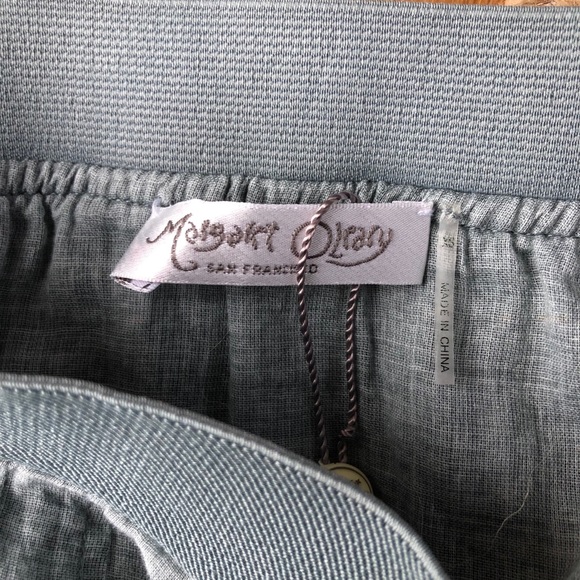 Margaret O'Leary
SAN FRANCISCO
MADE IN CHINA